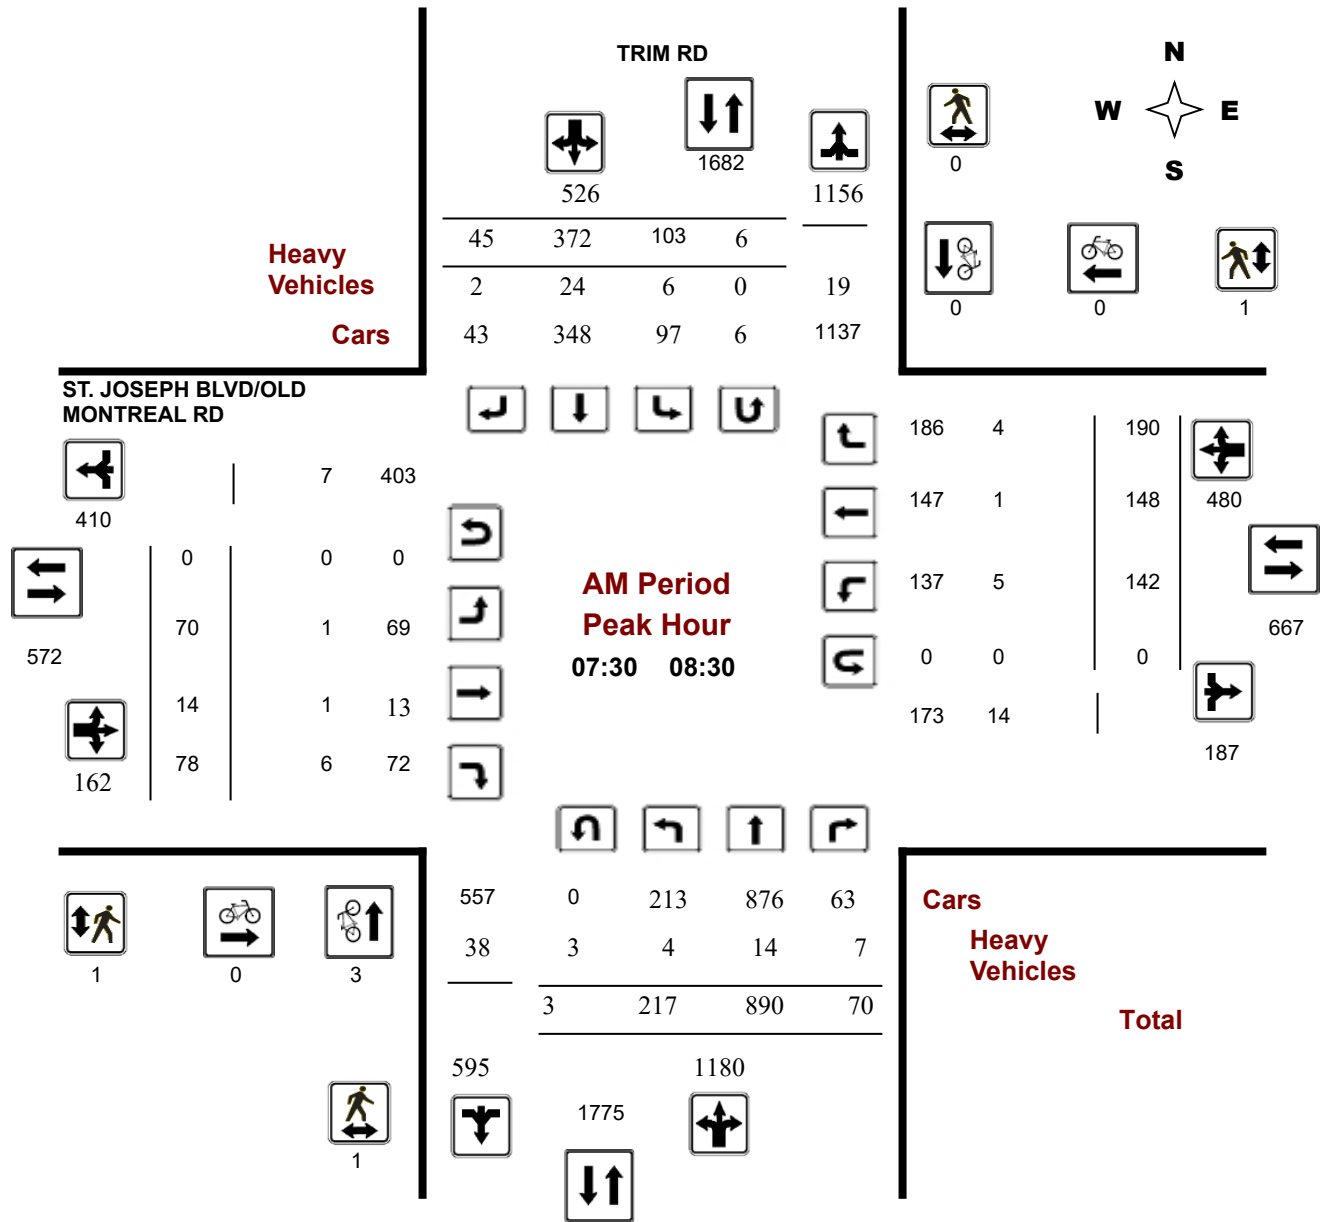 TRIM RD
N
W E
S
1682
0
526
1156
45 372 103 6
Heavy
Vehicles
2 24 6 0 19
0 0 1
Cars
43 348 97 6 1137
ST. JOSEPH BLVD/OLD
MONTREAL RD
186 4 190
7 403
147 1 148 480
410
0 0 0
AM Period
137 5 142
70 1 69
Peak Hour
667
572
07:30 08:30
0 0 0
14 1 13
173 14
78 6 72
187
162
557 0 213 876 63
Cars
38 3 4 14 7
Heavy
Vehicles
1 0 3
3 217 890 70
Total
595 1180
1775
1